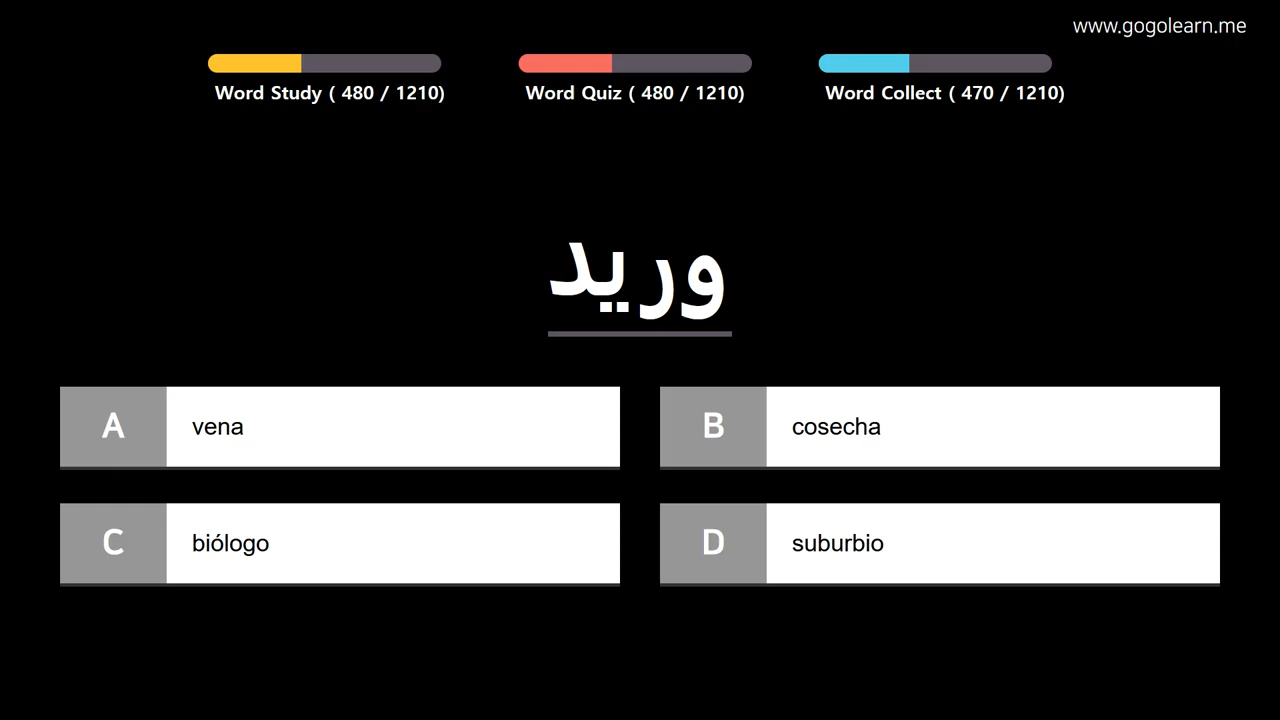 www.gogolearn.me
Word Study ( 480 / 1210)
Word Quiz ( 480 / 1210)
Word Collect ( 470 / 1210)
وريد
A vena
B cosecha
C biólogo
D suburbio